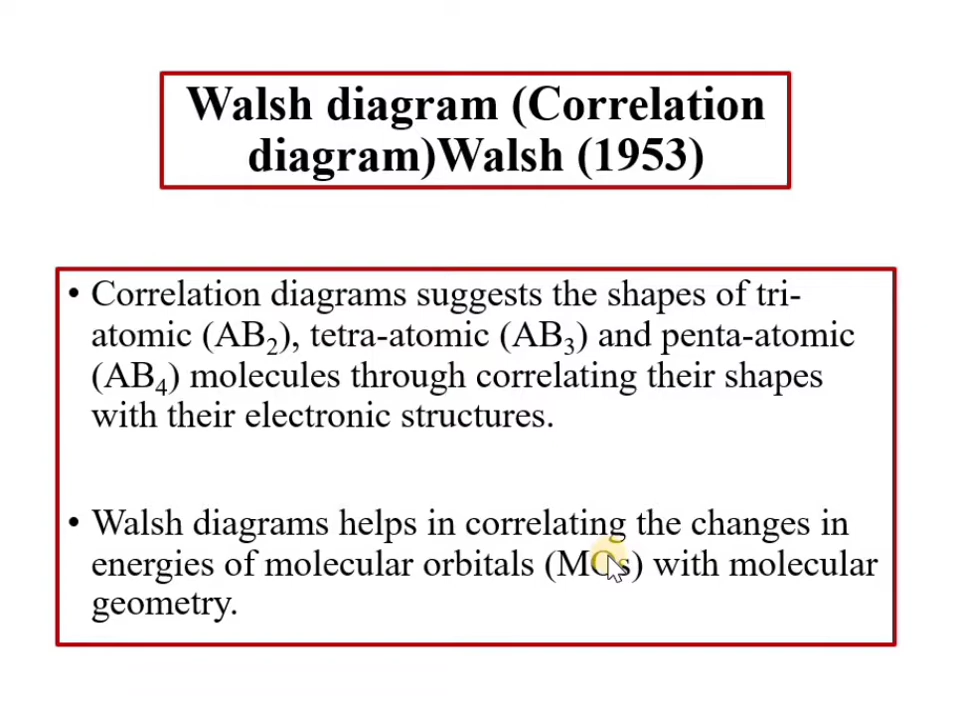 Walsh diagram (Correlation
diagram)Walsh (1953)
• Correlation diagrams suggests the shapes of tri-
atomic (AB₂), tetra-atomic (AB₃) and penta-atomic
(AB₄) molecules through correlating their shapes
with their electronic structures.
• Walsh diagrams helps in correlating the changes in
energies of molecular orbitals (MOs) with molecular
geometry.